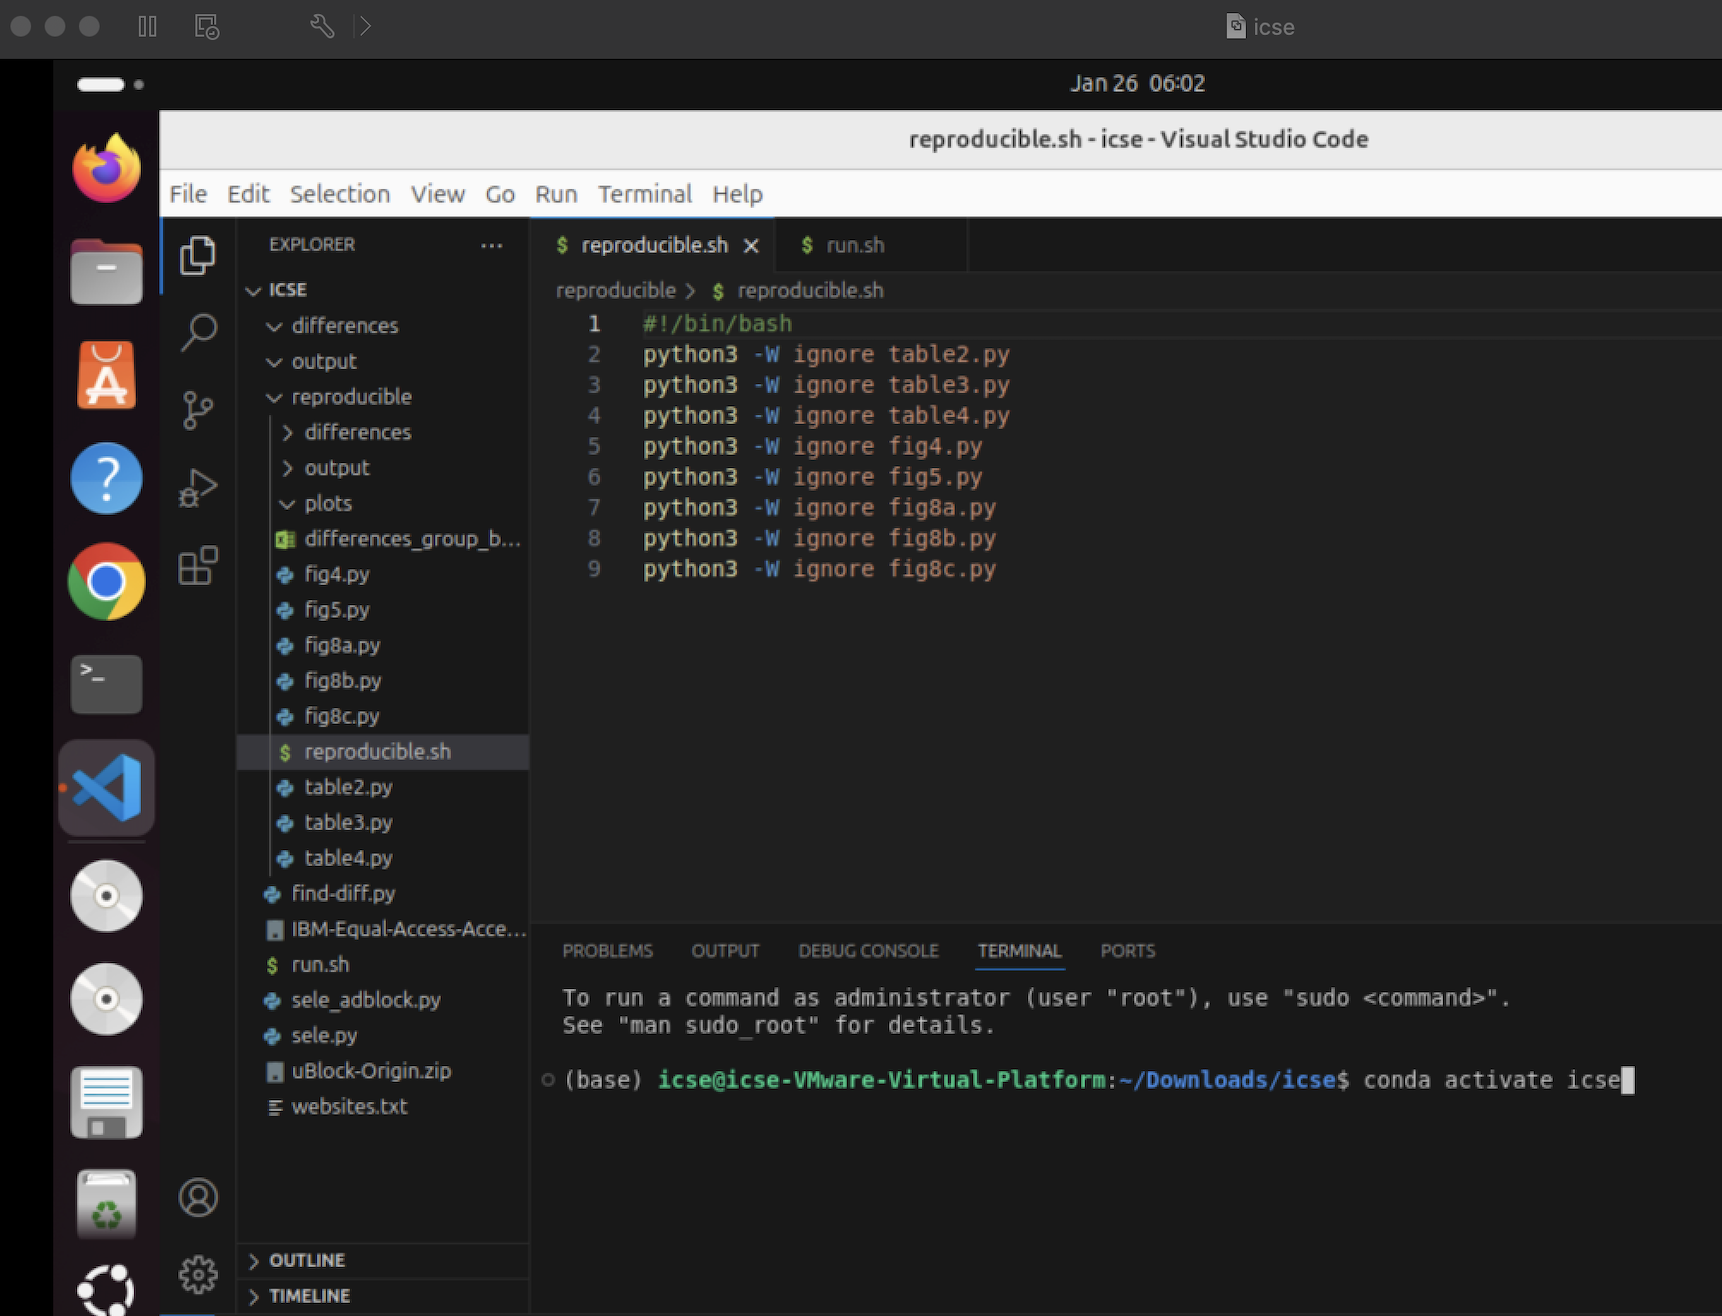 icse
Jan 26 06:02
reproducible.sh - icse - Visual Studio Code
File Edit Selection View Go Run Terminal Help
EXPLORER ...
ICSE
differences
output
reproducible
differences
output
plots
differences_group_b...
fig4.py
fig5.py
fig8a.py
fig8b.py
fig8c.py
$ reproducible.sh
table2.py
table3.py
table4.py
find-diff.py
IBM-Equal-Access-Acce...
$ run.sh
sele_adblock.py
sele.py
uBlock-Origin.zip
websites.txt
OUTLINE
TIMELINE
$ reproducible.sh $ run.sh
reproducible > $ reproducible.sh
1 #!/bin/bash
2 python3 -W ignore table2.py
3 python3 -W ignore table3.py
4 python3 -W ignore table4.py
5 python3 -W ignore fig4.py
6 python3 -W ignore fig5.py
7 python3 -W ignore fig8a.py
8 python3 -W ignore fig8b.py
9 python3 -W ignore fig8c.py
PROBLEMS OUTPUT DEBUG CONSOLE TERMINAL PORTS
To run a command as administrator (user "root"), use "sudo <command>".
See "man sudo_root" for details.
(base) icse@icse-VMware-Virtual-Platform:~/Downloads/icse$ conda activate icse